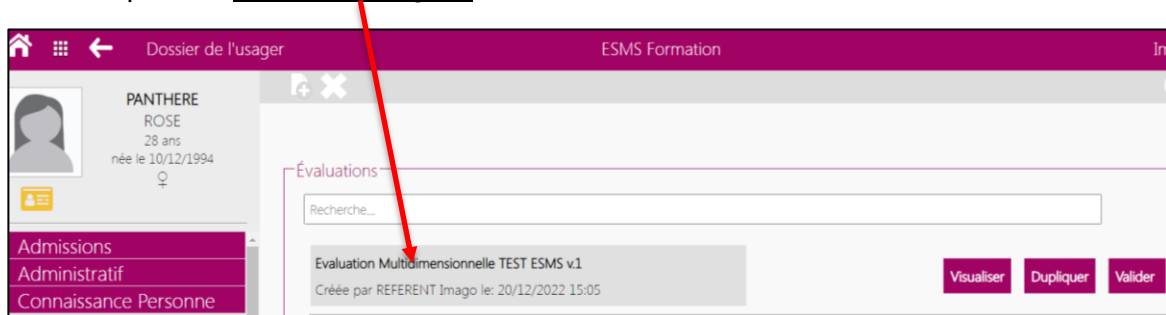 Dossier de l'usager
ESMS Formation
PANTHERE
ROSE
28 ans
née le 10/12/1994
Évaluations
Recherche...
Admissions
Administratif
Connaissance Personne
Evaluation Multidimensionnelle TEST ESMS v.1
Créée par REFERENT Imago le: 20/12/2022 15:05
Visualiser
Dupliquer
Valider